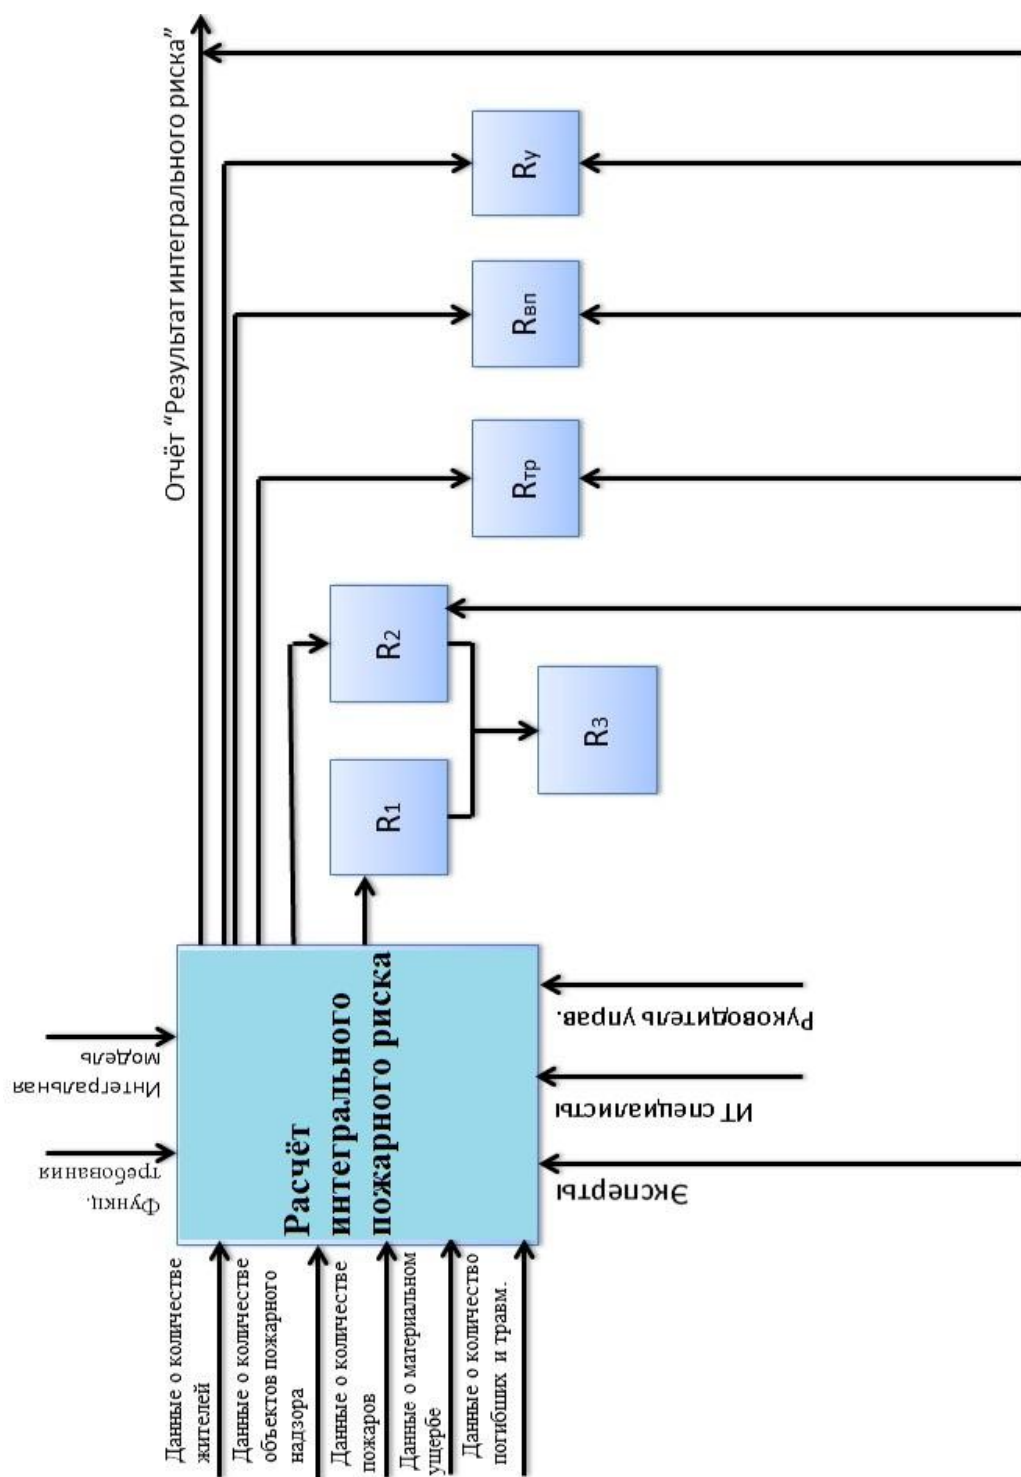 Отчёт “Результат интегрального риска”
Функц.
требования
Интегральная
модель
Данные о количестве
жителей
Данные о количестве
объектов пожарного
надзора
Данные о количестве
пожаров
Данные о материальном
ущербе
Данные о количество
погибших и травм.
Расчёт
интегрального
пожарного риска
R1
R2
R3
Rтр
Rвп
Rу
Эксперты
ИТ специалисты
Руководитель управ.